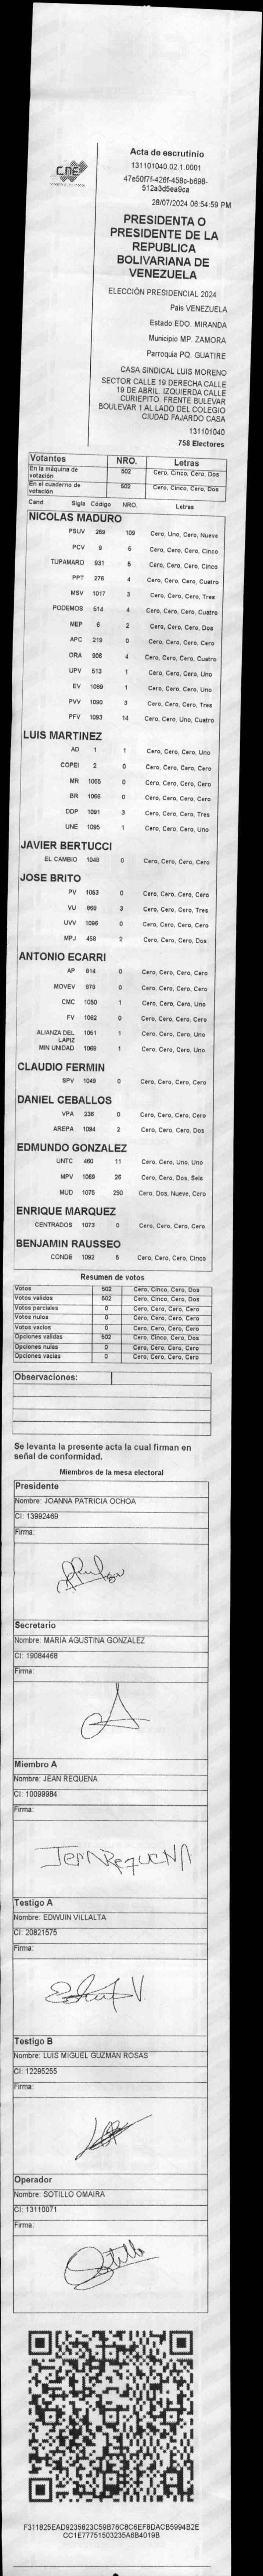 CNE
Acta de escrutinio
131101040.02.1.0001
47e50f7f-426f-458c-b698-
512a3d5ea9ca
28/07/2024 06:54:59 PM
PRESIDENTA O
PRESIDENTE DE LA
REPUBLICA
BOLIVARIANA DE
VENEZUELA
ELECCIÓN PRESIDENCIAL 2024
País VENEZUELA
Estado EDO. MIRANDA
Municipio MP. ZAMORA
Parroquia PQ. GUATIRE
CASA SINDICAL LUIS MORENO
SECTOR CALLE 19 DERECHA CALLE
19 DE ABRIL. IZQUIERDA CALLE
CURIEPITO. FRENTE BULEVAR
BOULEVAR 1 AL LADO DEL COLEGIO
CIUDAD FAJARDO CASA
131101040
758 Electores
Votantes NRO. Letras
En la máquina de votación 502 Cero, Cinco, Cero, Dos
En el cuaderno de votación 502 Cero, Cinco, Cero, Dos
Cand. Sigla Código NRO. Letras
NICOLAS MADURO
PSUV 269 109 Cero, Uno, Cero, Nueve
PCV 9 5 Cero, Cero, Cero, Cinco
TUPAMARO 931 5 Cero, Cero, Cero, Cinco
PPT 276 4 Cero, Cero, Cero, Cuatro
MSV 1017 3 Cero, Cero, Cero, Tres
PODEMOS 514 4 Cero, Cero, Cero, Cuatro
MEP 6 2 Cero, Cero, Cero, Dos
APC 219 0 Cero, Cero, Cero, Cero
ORA 906 4 Cero, Cero, Cero, Cuatro
UPV 513 1 Cero, Cero, Cero, Uno
EV 1089 1 Cero, Cero, Cero, Uno
PVV 1090 3 Cero, Cero, Cero, Tres
PFV 1093 14 Cero, Cero, Uno, Cuatro
LUIS MARTINEZ
AD 1 1 Cero, Cero, Cero, Uno
COPEI 2 0 Cero, Cero, Cero, Cero
MR 1065 0 Cero, Cero, Cero, Cero
BR 1066 0 Cero, Cero, Cero, Cero
DDP 1091 3 Cero, Cero, Cero, Tres
UNE 1095 1 Cero, Cero, Cero, Uno
JAVIER BERTUCCI
EL CAMBIO 1048 0 Cero, Cero, Cero, Cero
JOSE BRITO
PV 1053 0 Cero, Cero, Cero, Cero
VU 868 3 Cero, Cero, Cero, Tres
UVV 1096 0 Cero, Cero, Cero, Cero
MPJ 458 2 Cero, Cero, Cero, Dos
ANTONIO ECARRI
AP 814 0 Cero, Cero, Cero, Cero
MOVEV 879 0 Cero, Cero, Cero, Cero
CMC 1050 1 Cero, Cero, Cero, Uno
FV 1062 0 Cero, Cero, Cero, Cero
ALIANZA DEL LAPIZ 1051 1 Cero, Cero, Cero, Uno
MIN UNIDAD 1068 1 Cero, Cero, Cero, Uno
CLAUDIO FERMIN
SPV 1049 0 Cero, Cero, Cero, Cero
DANIEL CEBALLOS
VPA 236 0 Cero, Cero, Cero, Cero
AREPA 1094 2 Cero, Cero, Cero, Dos
EDMUNDO GONZALEZ
UNTC 460 11 Cero, Cero, Uno, Uno
MPV 1069 26 Cero, Cero, Dos, Seis
MUD 1075 290 Cero, Dos, Nueve, Cero
ENRIQUE MARQUEZ
CENTRADOS 1073 0 Cero, Cero, Cero, Cero
BENJAMIN RAUSSEO
CONDE 1092 5 Cero, Cero, Cero, Cinco
Resumen de votos
Votos 502 Cero, Cinco, Cero, Dos
Votos validos 502 Cero, Cinco, Cero, Dos
Votos parciales 0 Cero, Cero, Cero, Cero
Votos nulos 0 Cero, Cero, Cero, Cero
Votos vacios 0 Cero, Cero, Cero, Cero
Opciones validas 502 Cero, Cinco, Cero, Dos
Opciones nulas 0 Cero, Cero, Cero, Cero
Opciones vacias 0 Cero, Cero, Cero, Cero
Observaciones:
Se levanta la presente acta la cual firman en
señal de conformidad.
Miembros de la mesa electoral
Presidente
Nombre: JOANNA PATRICIA OCHOA
CI: 13992469
Firma:
Secretario
Nombre: MARIA AGUSTINA GONZALEZ
CI: 19084468
Firma:
Miembro A
Nombre: JEAN REQUENA
CI: 10099984
Firma:
JEAN REQUENA
Testigo A
Nombre: EDWUIN VILLALTA
CI: 20821575
Firma:
Testigo B
Nombre: LUIS MIGUEL GUZMAN ROSAS
CI: 12295255
Firma:
Operador
Nombre: SOTILLO OMAIRA
CI: 13110071
Firma:
Sotillo
F311825EAD9235823C59B76C8C6EF8DACB5994B2E
CC1E77751503235A6B4019B